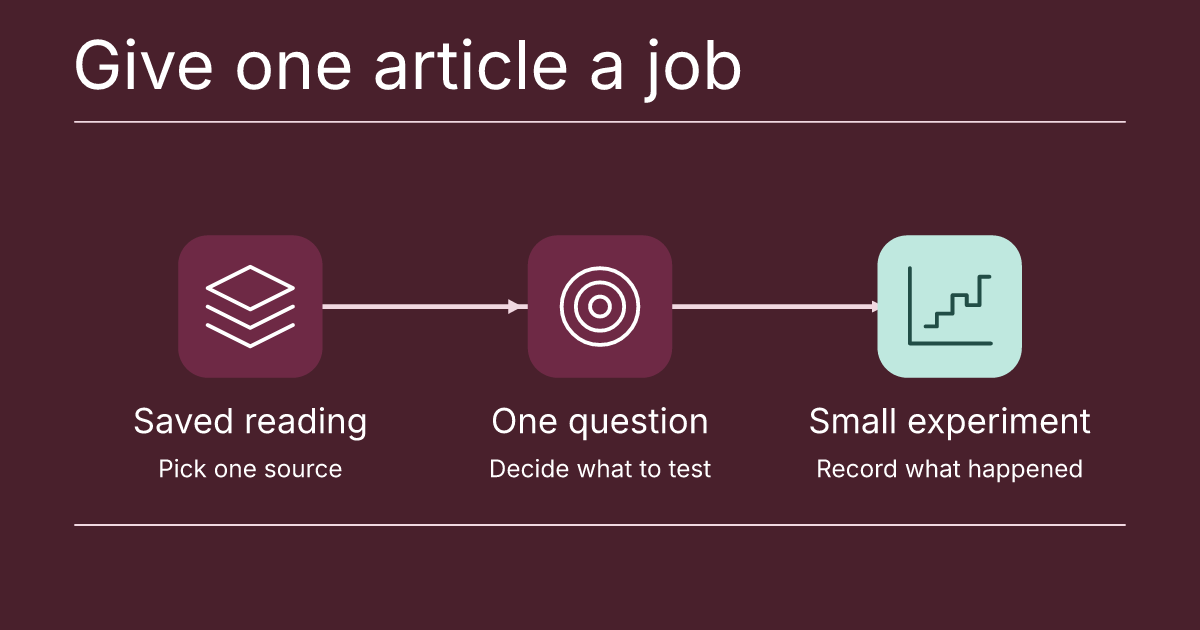 Give one article a job
Saved reading
Pick one source
One question
Decide what to test
Small experiment
Record what happened